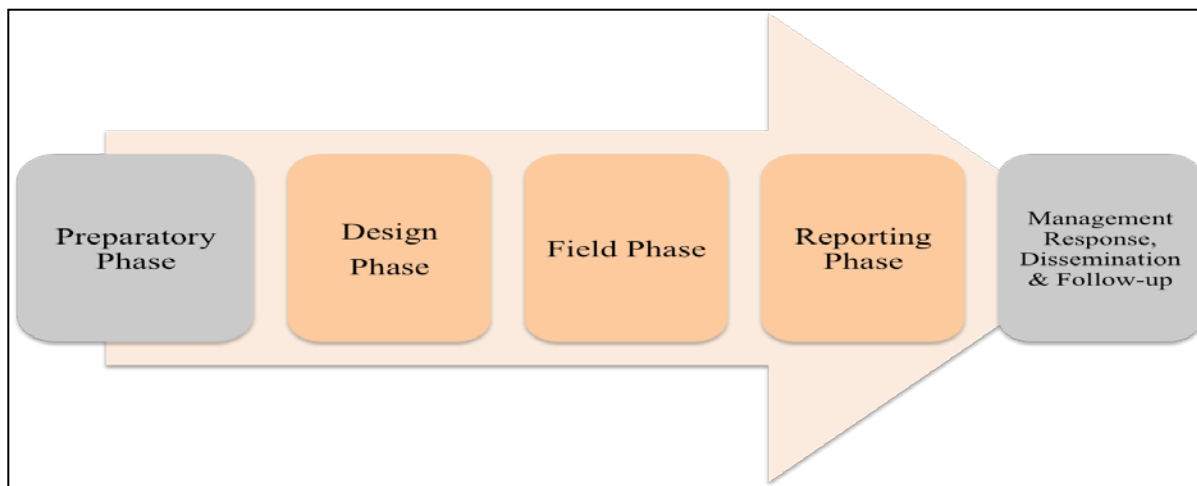 Preparatory
Phase
Design
Phase
Field Phase
Reporting
Phase
Management
Response,
Dissemination
& Follow-up